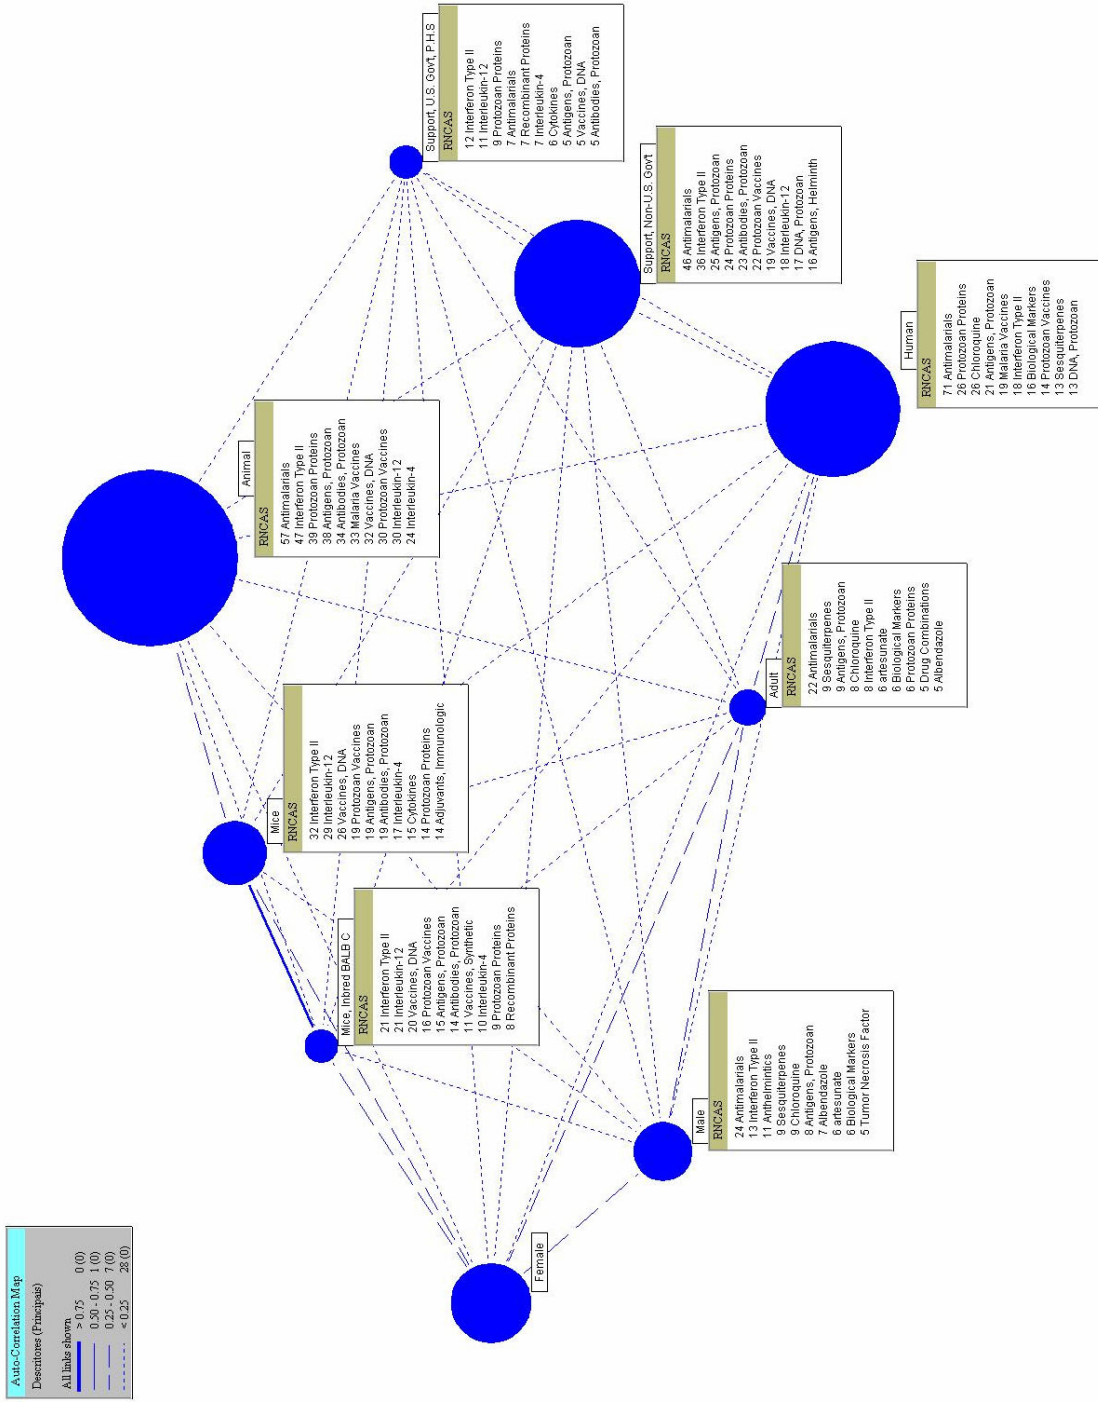 Auto-Correlation Map
Descritores (Principais)
All links shown
> 0.75 0 (0)
0.50 - 0.75 1 (0)
0.25 - 0.50 7 (0)
< 0.25 28 (0)
Support, U.S. Gov't, P.H.S
RNCAS
12 Interferon Type II
11 Interleukin-12
9 Protozoan Proteins
7 Antimalarials
7 Recombinant Proteins
7 Interleukin-4
6 Cytokines
5 Antigens, Protozoan
5 Vaccines, DNA
5 Antibodies, Protozoan
Support, Non-U.S. Gov't
RNCAS
46 Antimalarials
36 Interferon Type II
25 Antigens, Protozoan
24 Protozoan Proteins
23 Antibodies, Protozoan
22 Protozoan Vaccines
19 Vaccines, DNA
18 Interleukin-12
17 DNA, Protozoan
16 Antigens, Helminth
Human
RNCAS
71 Antimalarials
26 Protozoan Proteins
26 Chloroquine
21 Antigens, Protozoan
19 Malaria Vaccines
18 Interferon Type II
16 Biological Markers
14 Protozoan Vaccines
13 Sesquiterpenes
13 DNA, Protozoan
Animal
RNCAS
57 Antimalarials
47 Interferon Type II
39 Protozoan Proteins
38 Antigens, Protozoan
34 Antibodies, Protozoan
33 Malaria Vaccines
32 Vaccines, DNA
30 Protozoan Vaccines
30 Interleukin-12
24 Interleukin-4
Adult
RNCAS
22 Antimalarials
9 Sesquiterpenes
9 Antigens, Protozoan
8 Chloroquine
8 Interferon Type II
6 artesunate
6 Biological Markers
6 Protozoan Proteins
5 Drug Combinations
5 Albendazole
Mice
RNCAS
32 Interferon Type II
29 Interleukin-12
26 Vaccines, DNA
19 Protozoan Vaccines
19 Antigens, Protozoan
19 Antibodies, Protozoan
17 Interleukin-4
15 Cytokines
14 Protozoan Proteins
14 Adjuvants, Immunologic
Mice, Inbred BALB C
RNCAS
21 Interferon Type II
21 Interleukin-12
20 Vaccines, DNA
16 Protozoan Vaccines
15 Antigens, Protozoan
14 Antibodies, Protozoan
11 Vaccines, Synthetic
10 Interleukin-4
9 Protozoan Proteins
8 Recombinant Proteins
Male
RNCAS
24 Antimalarials
13 Interferon Type II
11 Anthelmintics
9 Sesquiterpenes
9 Chloroquine
8 Antigens, Protozoan
7 Albendazole
6 artesunate
6 Biological Markers
5 Tumor Necrosis Factor
Female